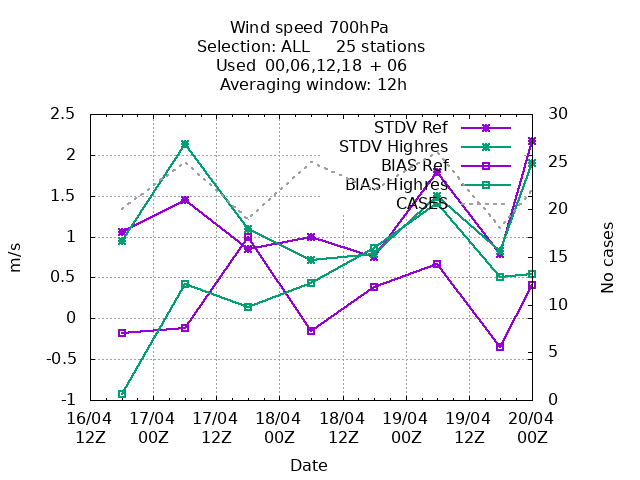 Wind speed 700hPa
Selection: ALL 25 stations
Used 00,06,12,18 + 06
Averaging window: 12h
STDV Ref
STDV Highres
BIAS Ref
BIAS Highres
CASES
2.5
2
1.5
1
0.5
0
-0.5
-1
m/s
30
25
20
15
10
5
0
No cases
16/04 17/04 17/04 18/04 18/04 19/04 19/04 20/04
12Z 00Z 12Z 00Z 12Z 00Z 12Z 00Z
Date